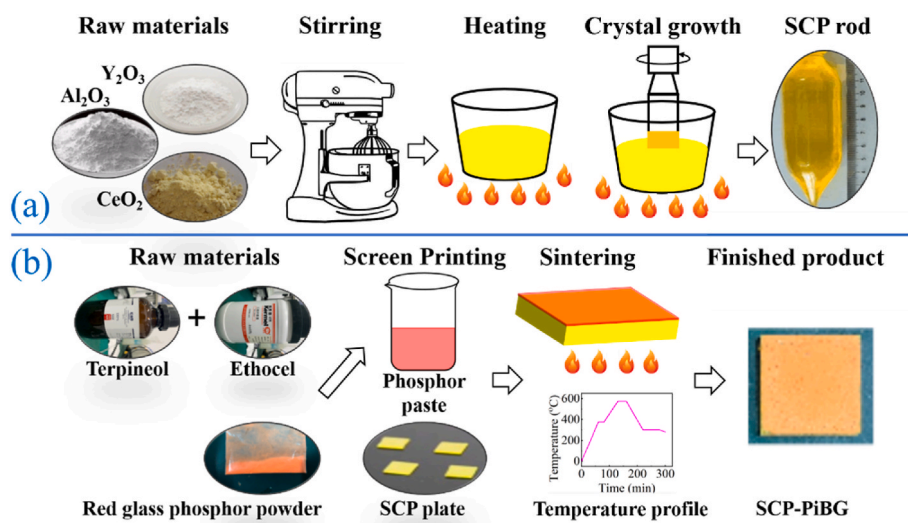 Raw materials
Stirring
Heating
Crystal growth
SCP rod
Y₂O₃
Al₂O₃
CeO₂
(a)
(b)
Raw materials
Screen Printing
Sintering
Finished product
+
Terpineol
Ethocel
Phosphor
paste
Red glass phosphor powder
SCP plate
Temperature (°C)
600
400
200
0
0 100 200 300
Time (min)
Temperature profile
SCP-PiBG